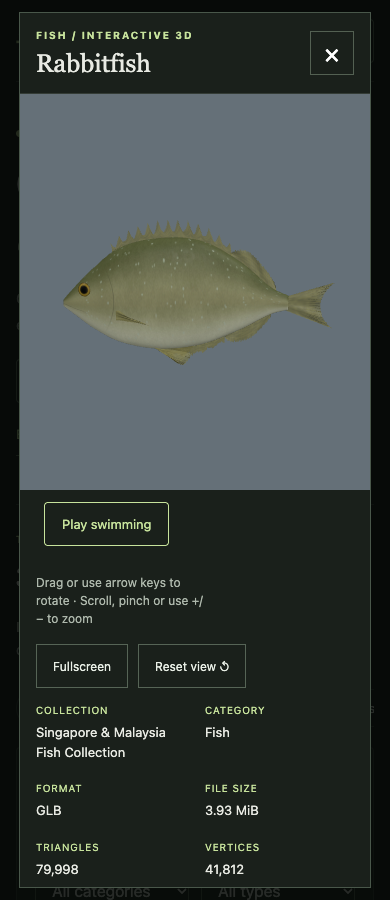 FISH / INTERACTIVE 3D
Rabbitfish
×
Play swimming
Drag or use arrow keys to
rotate · Scroll, pinch or use +/
− to zoom
Fullscreen
Reset view ↺
COLLECTION
Singapore & Malaysia
Fish Collection
CATEGORY
Fish
FORMAT
GLB
FILE SIZE
3.93 MiB
TRIANGLES
79,998
VERTICES
41,812
All categories
All types